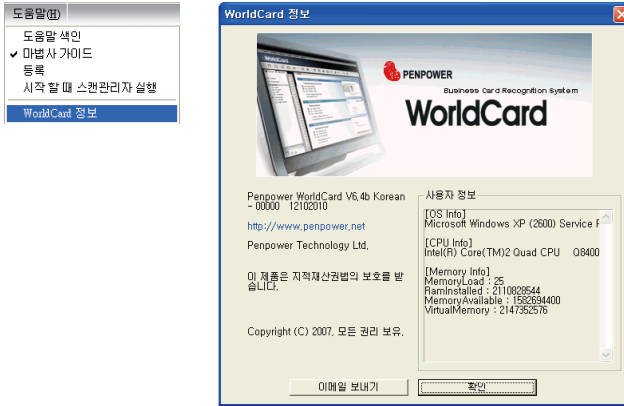 도움말(H)
도움말 색인
✔ 마법사 가이드
등록
시작 할 때 스캔관리자 실행
WorldCard 정보
WorldCard 정보
PENPOWER
Business Card Recognition System
WorldCard
Penpower WorldCard V6.4b Korean
- 00000 12102010
http://www.penpower.net
Penpower Technology Ltd.
이 제품은 지적재산권법의 보호를 받
습니다.
Copyright (C) 2007. 모든 권리 보유.
사용자 정보
[OS Info]
Microsoft Windows XP (2600) Service F
[CPU Info]
Intel(R) Core(TM)2 Quad CPU Q8400
[Memory Info]
MemoryLoad : 25
RamInstalled : 2110828544
MemoryAvailable : 1582694400
VirtualMemory : 2147352576
이메일 보내기
확인